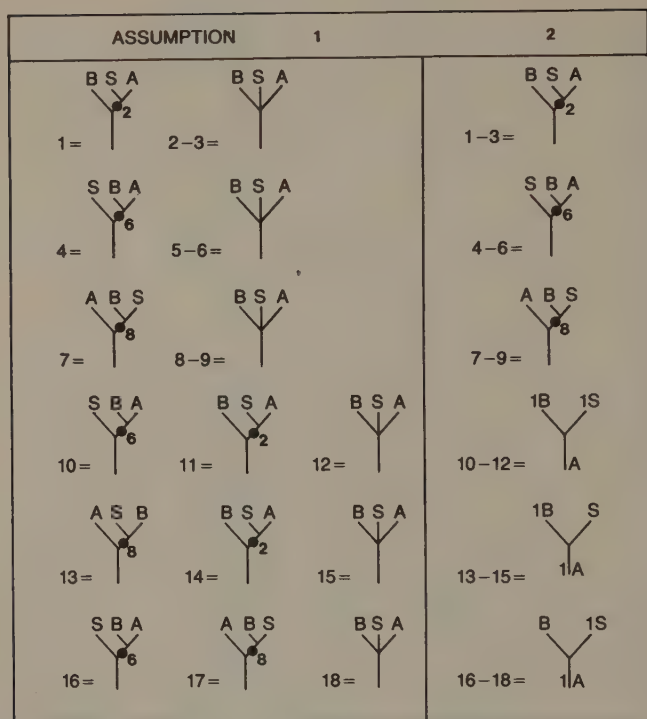 ASSUMPTION 1 2
B S A B S A B S A
2 2
1= 2–3= 1–3=
S B A B S A S B A
6 6
4= 5–6= 4–6=
A B S B S A A B S
8 8
7= 8–9= 7–9=
S B A B S A B S A 1B 1S
6 2
10= 11= 12= 10–12= A
A S B B S A B S A 1B S
8 2
13= 14= 15= 13–15= 1A
S B A A B S B S A B 1S
6 8
16= 17= 18= 16–18= 1A